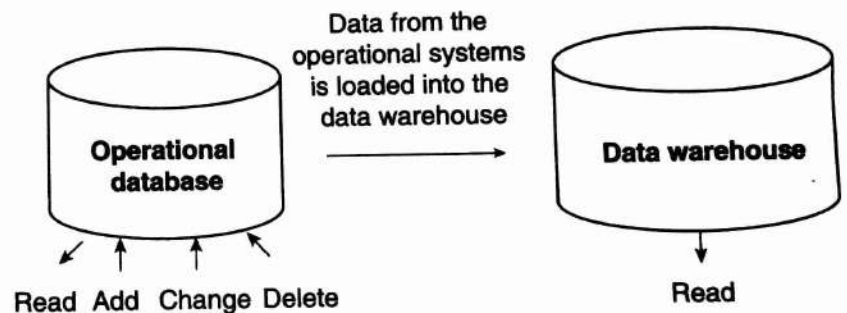 Data from the
operational systems
is loaded into the
data warehouse
Operational
database
Data warehouse
Read Add Change Delete
Read